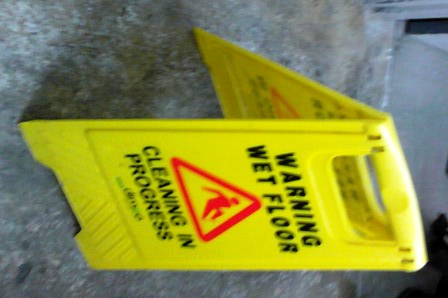 WARNING
WET FLOOR
CLEANING IN
PROGRESS